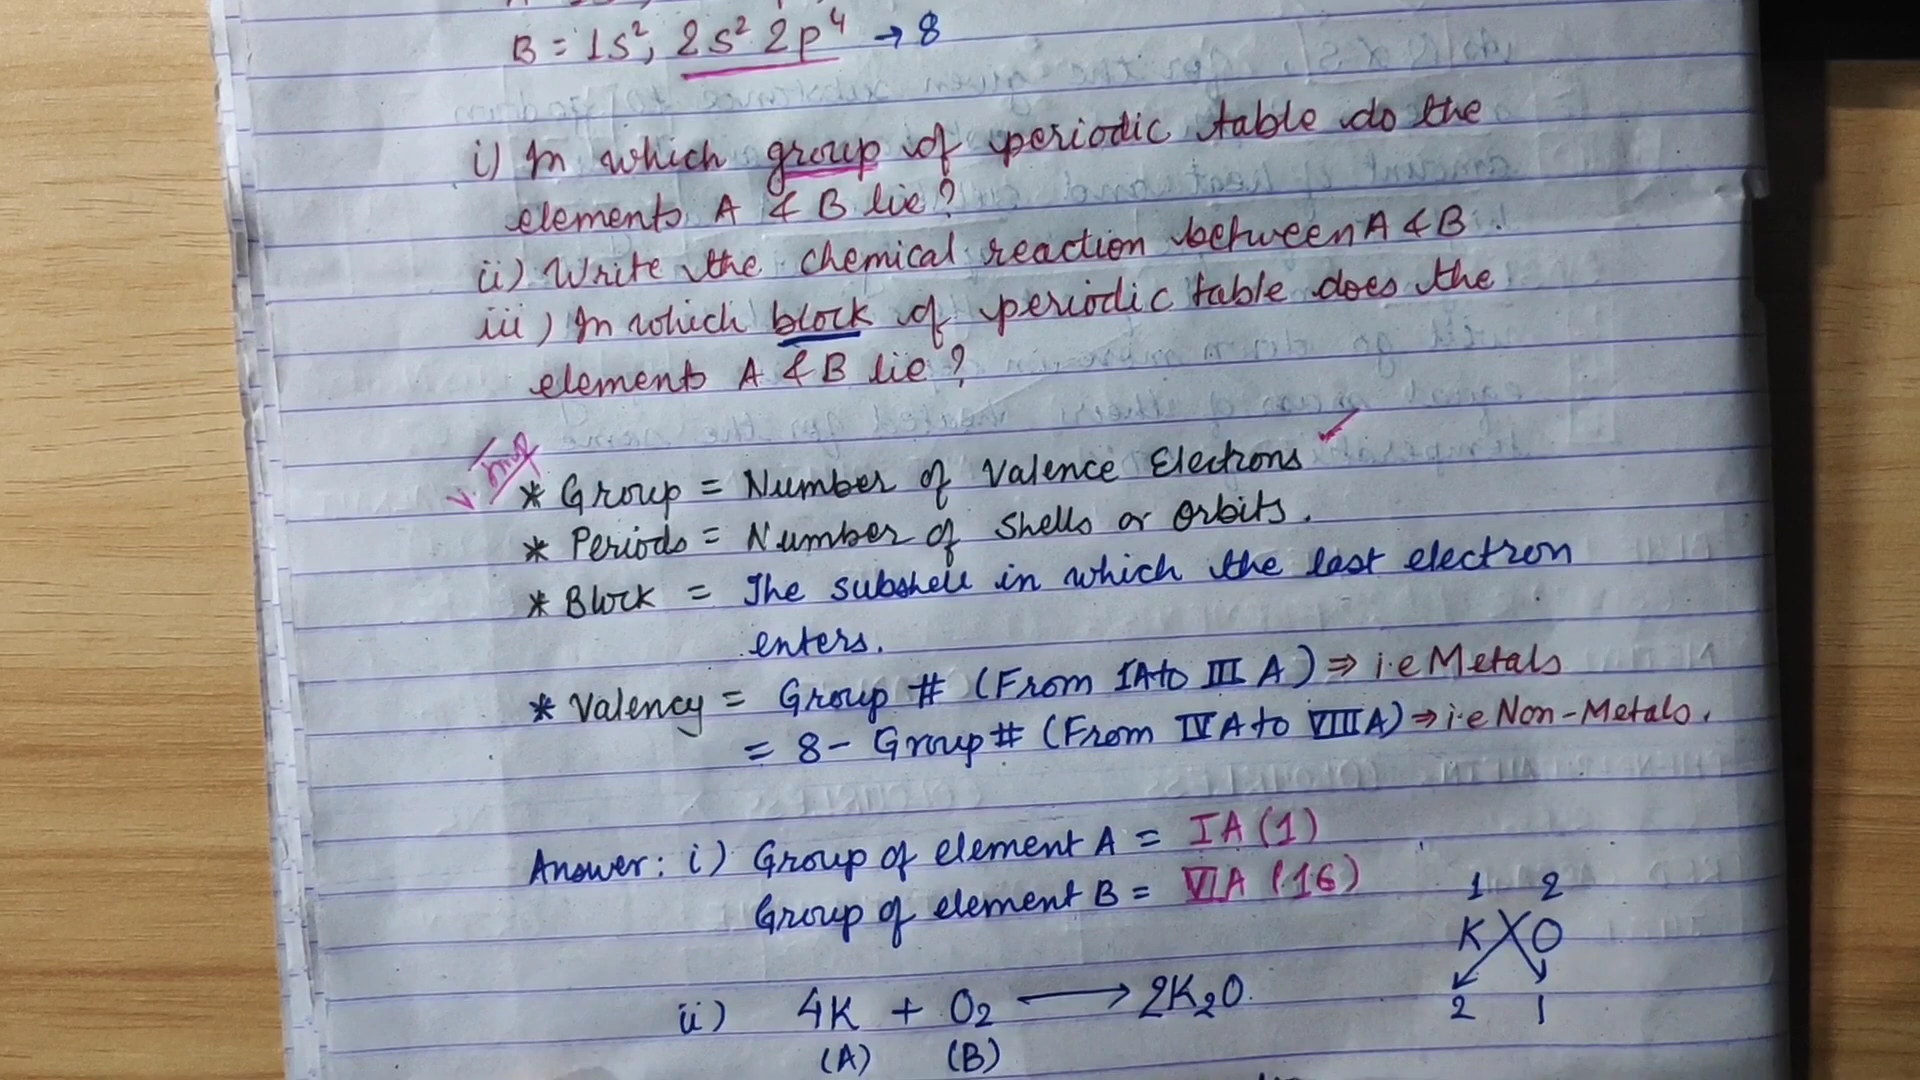 B = 1s², 2s² 2p⁴ → 8
i) In which group of periodic table do the
elements A & B lie?
ii) Write the chemical reaction between A & B.
iii) In which block of periodic table does the
elements A & B lie?
V. Imp
* Group = Number of Valence Electrons ✓
* Periods = Number of Shells or Orbits.
* Block = The subshell in which the last electron
enters.
* Valency = Group # (From IA to III A) ⇒ i.e Metals
= 8 - Group # (From IV A to VIII A) ⇒ i.e Non-Metals.
Answer: i) Group of element A = IA (1)
Group of element B = VIA (16)
1 2
K O
2 1
ii) 4K + O₂ ⟶ 2K₂O.
(A) (B)